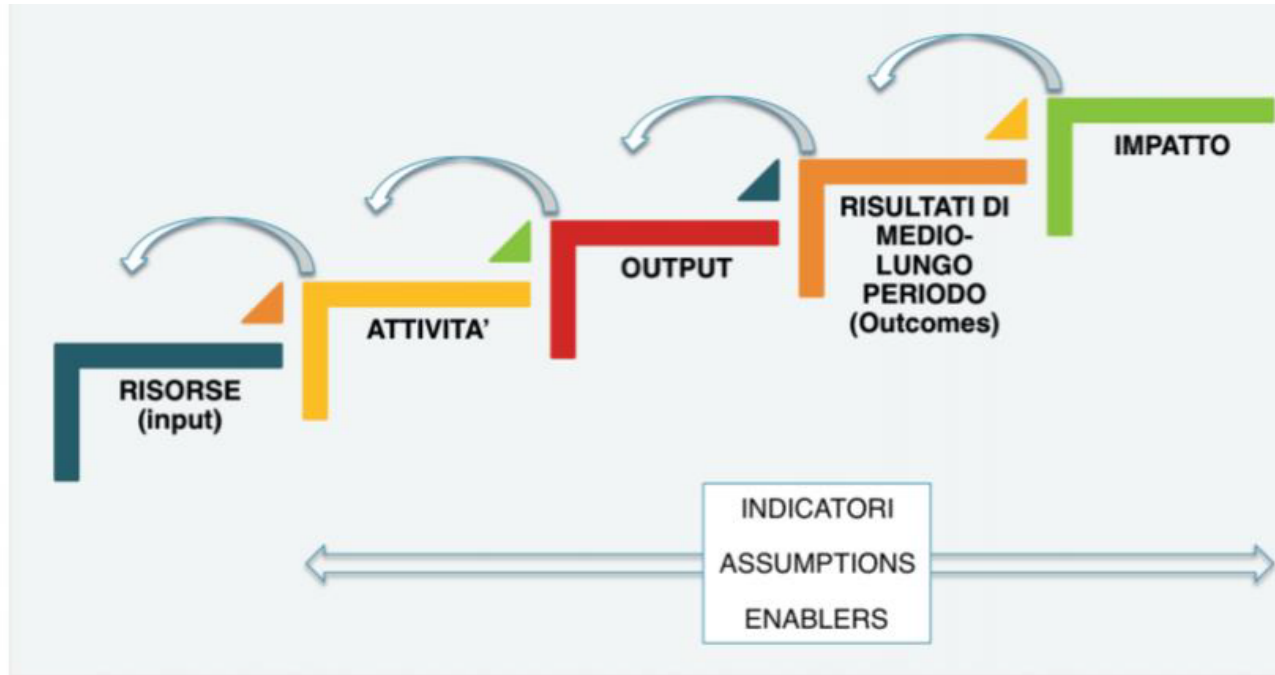 RISORSE
(input)
ATTIVITA’
OUTPUT
RISULTATI DI
MEDIO-
LUNGO
PERIODO
(Outcomes)
IMPATTO
INDICATORI
ASSUMPTIONS
ENABLERS